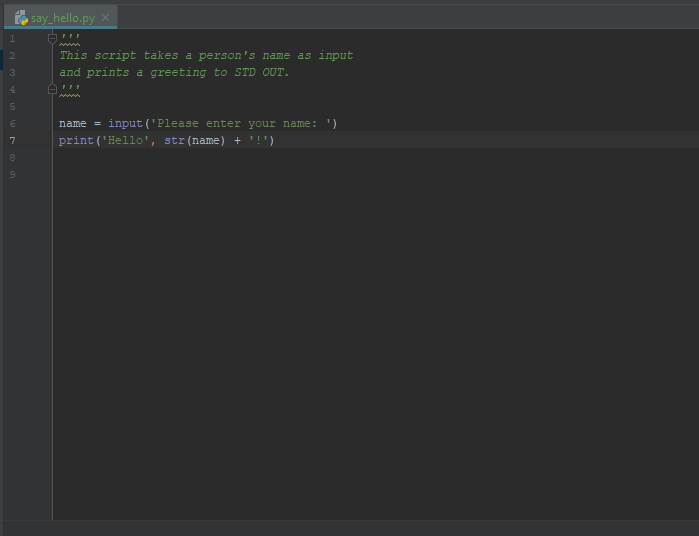 say_hello.py
1 '''
2 This script takes a person's name as input
3 and prints a greeting to STD OUT.
4 '''
5
6 name = input('Please enter your name: ')
7 print('Hello', str(name) + '!')
8
9